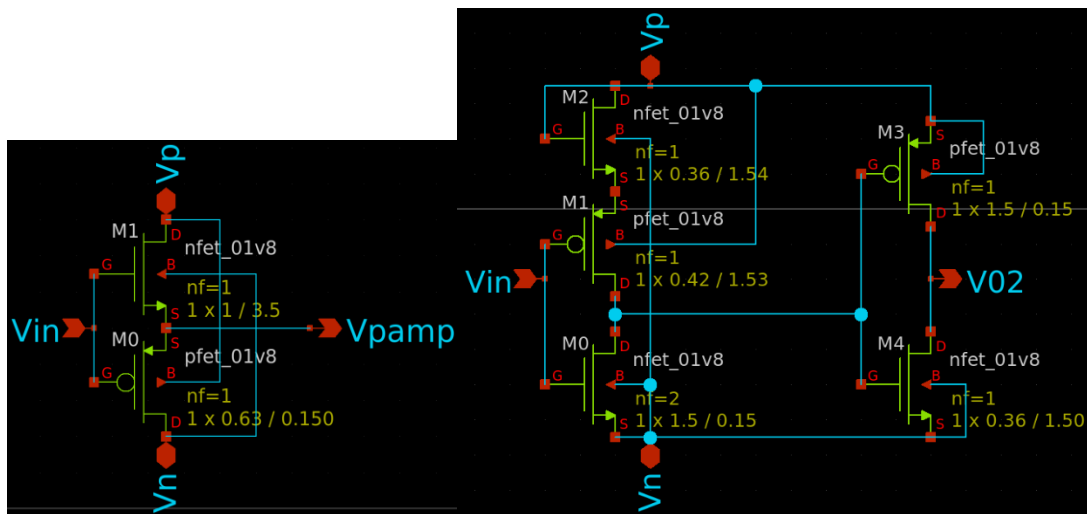 Vp
M1
D
nfet_01v8
G
B
nf=1
S
1 x 1 / 3.5
Vin
Vpamp
M0
S
pfet_01v8
G
B
nf=1
D
1 x 0.63 / 0.150
Vn
Vp
M2
D
nfet_01v8
G
B
nf=1
S
1 x 0.36 / 1.54
M3
S
pfet_01v8
G
B
nf=1
D
1 x 1.5 / 0.15
M1
S
pfet_01v8
G
B
nf=1
D
1 x 0.42 / 1.53
Vin
V02
M0
D
nfet_01v8
G
B
nf=2
S
1 x 1.5 / 0.15
M4
D
nfet_01v8
G
B
nf=1
S
1 x 0.36 / 1.50
Vn